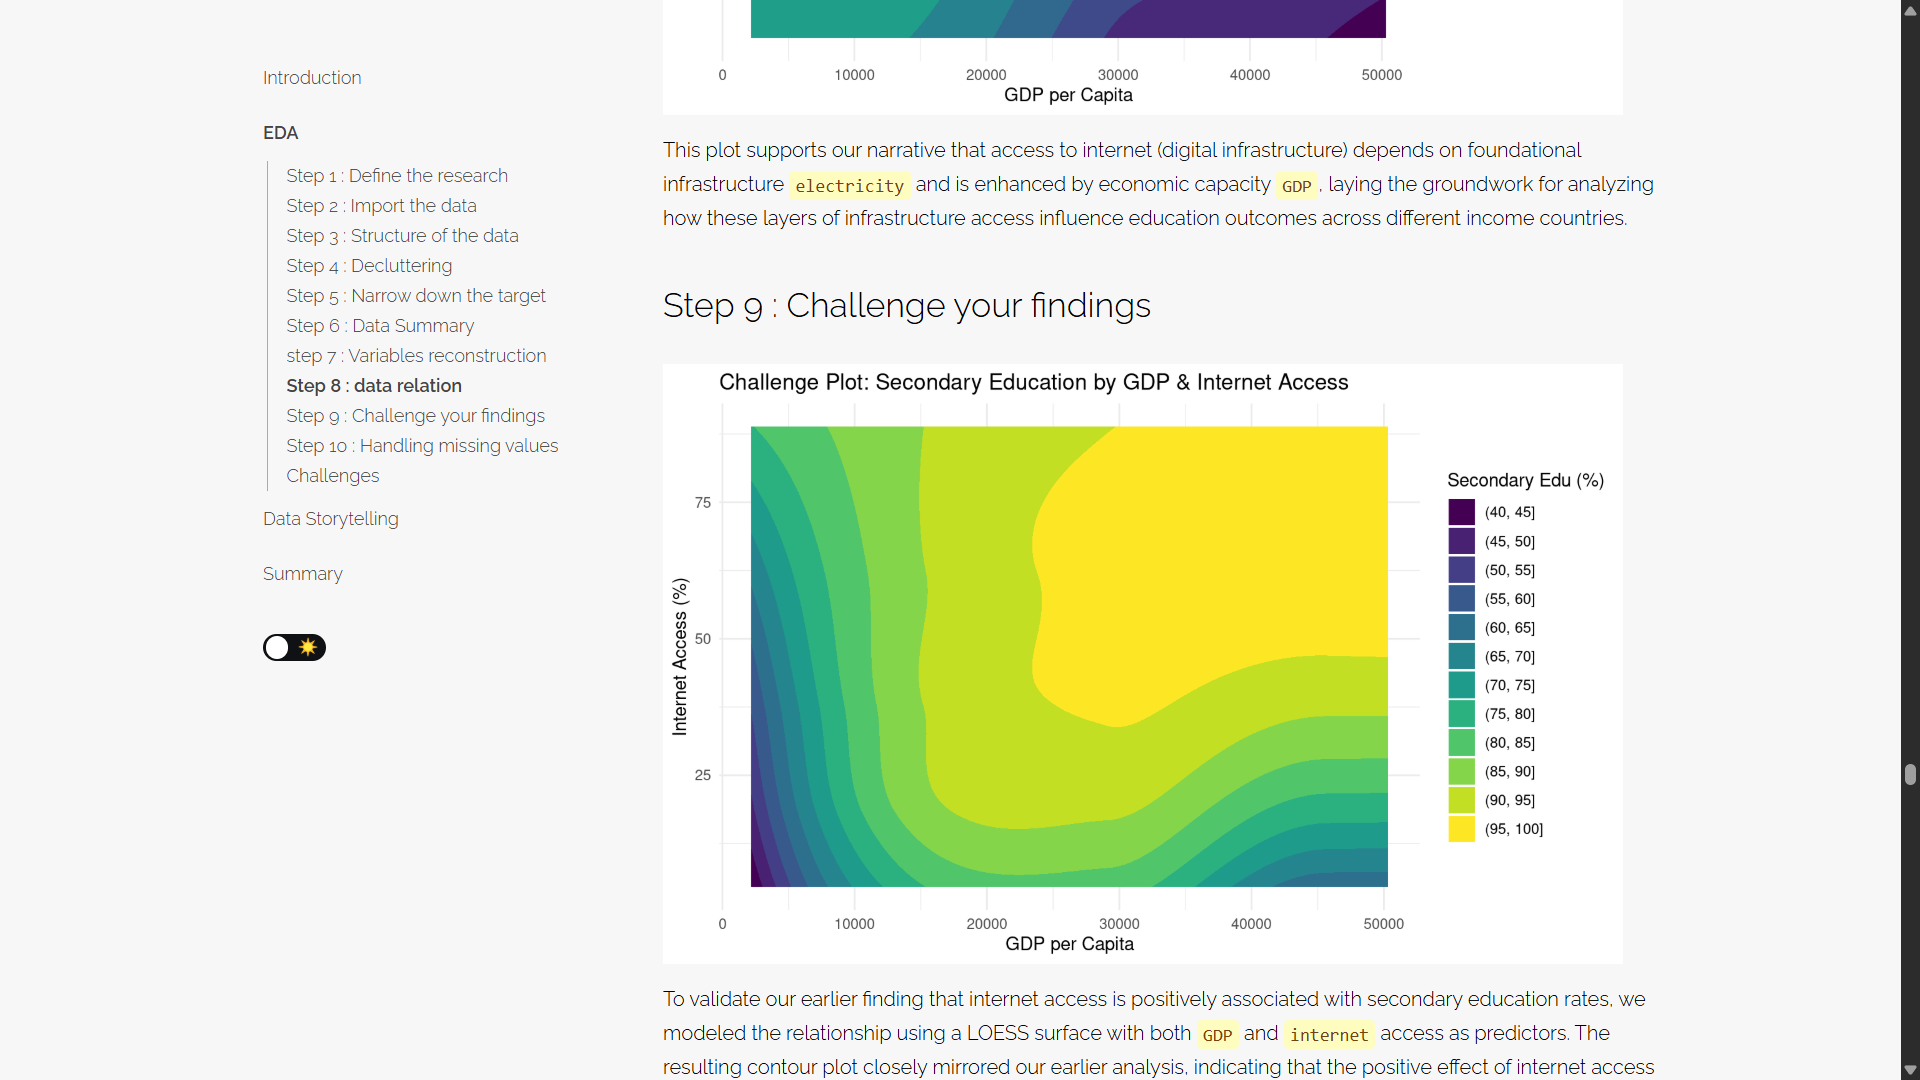 Introduction
EDA
Step 1 : Define the research
Step 2 : Import the data
Step 3 : Structure of the data
Step 4 : Decluttering
Step 5 : Narrow down the target
Step 6 : Data Summary
step 7 : Variables reconstruction
Step 8 : data relation
Step 9 : Challenge your findings
Step 10 : Handling missing values
Challenges
Data Storytelling
Summary
0 10000 20000 30000 40000 50000
GDP per Capita
This plot supports our narrative that access to internet (digital infrastructure) depends on foundational
infrastructure electricity and is enhanced by economic capacity GDP , laying the groundwork for analyzing
how these layers of infrastructure access influence education outcomes across different income countries.
Step 9 : Challenge your findings
Challenge Plot: Secondary Education by GDP & Internet Access
Internet Access (%)
75
50
25
0 10000 20000 30000 40000 50000
GDP per Capita
Secondary Edu (%)
(40, 45]
(45, 50]
(50, 55]
(55, 60]
(60, 65]
(65, 70]
(70, 75]
(75, 80]
(80, 85]
(85, 90]
(90, 95]
(95, 100]
To validate our earlier finding that internet access is positively associated with secondary education rates, we
modeled the relationship using a LOESS surface with both GDP and internet access as predictors. The
resulting contour plot closely mirrored our earlier analysis, indicating that the positive effect of internet access